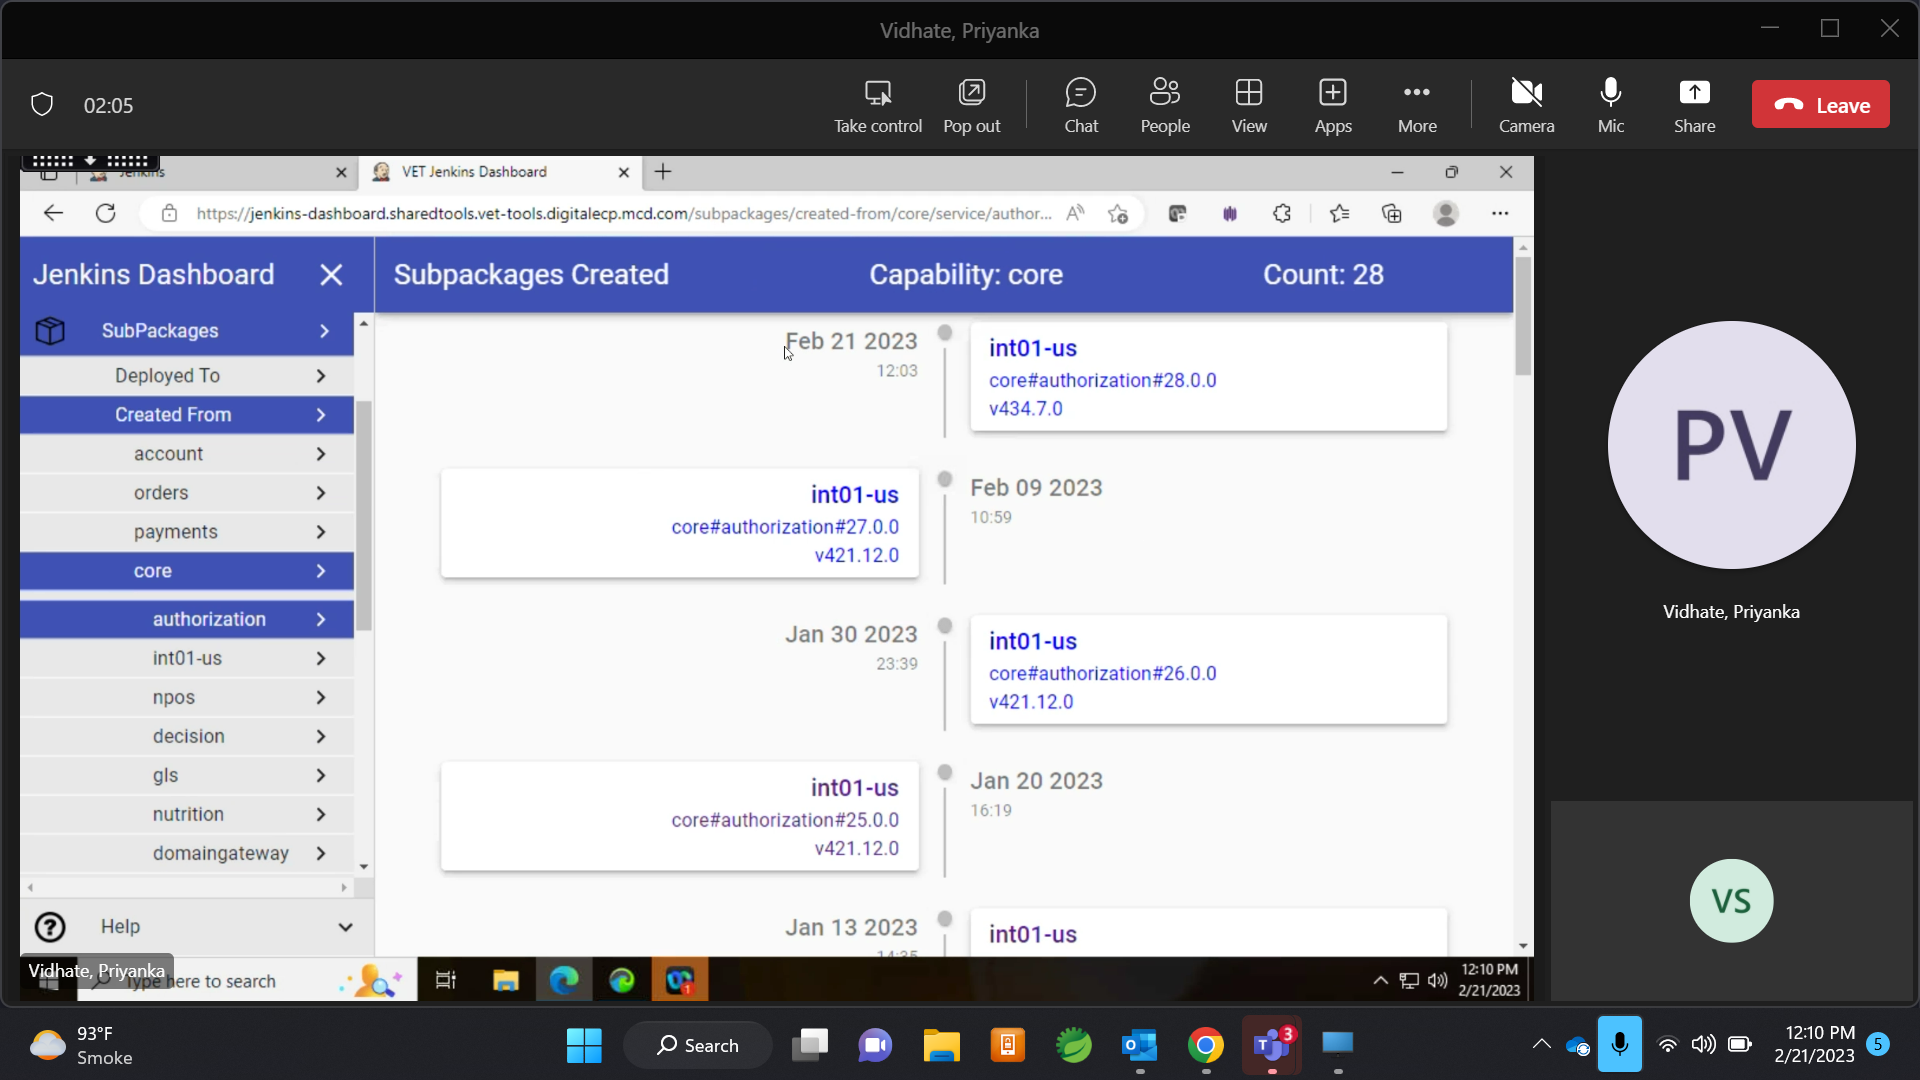 Vidhate, Priyanka
02:05
Take control
Pop out
Chat
People
View
Apps
More
Camera
Mic
Share
Leave
Jenkins
VET Jenkins Dashboard
https://jenkins-dashboard.sharedtools.vet-tools.digitalecp.mcd.com/subpackages/created-from/core/service/author...
Jenkins Dashboard
Subpackages Created
Capability: core
Count: 28
SubPackages
Deployed To
Created From
account
orders
payments
core
authorization
int01-us
npos
decision
gls
nutrition
domaingateway
Help
Feb 21 2023
12:03
int01-us
core#authorization#28.0.0
v434.7.0
int01-us
core#authorization#27.0.0
v421.12.0
Feb 09 2023
10:59
Jan 30 2023
23:39
int01-us
core#authorization#26.0.0
v421.12.0
int01-us
core#authorization#25.0.0
v421.12.0
Jan 20 2023
16:19
Jan 13 2023
14:35
int01-us
PV
Vidhate, Priyanka
VS
Vidhate, Priyanka
Type here to search
1
12:10 PM
2/21/2023
93°F
Smoke
Search
3
12:10 PM
2/21/2023
5